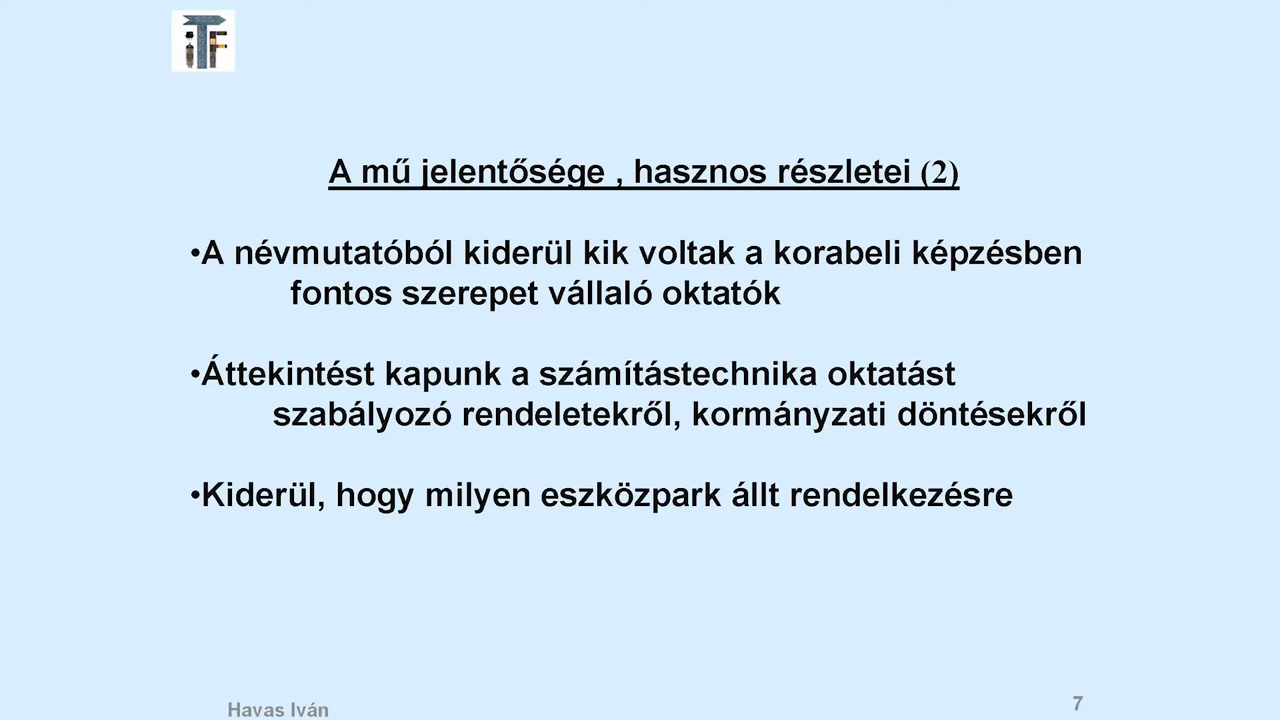 iTF
A mű jelentősége , hasznos részletei (2)
•A névmutatóból kiderül kik voltak a korabeli képzésben
fontos szerepet vállaló oktatók
•Áttekintést kapunk a számítástechnika oktatást
szabályozó rendeletekről, kormányzati döntésekről
•Kiderül, hogy milyen eszközpark állt rendelkezésre
Havas Iván
7